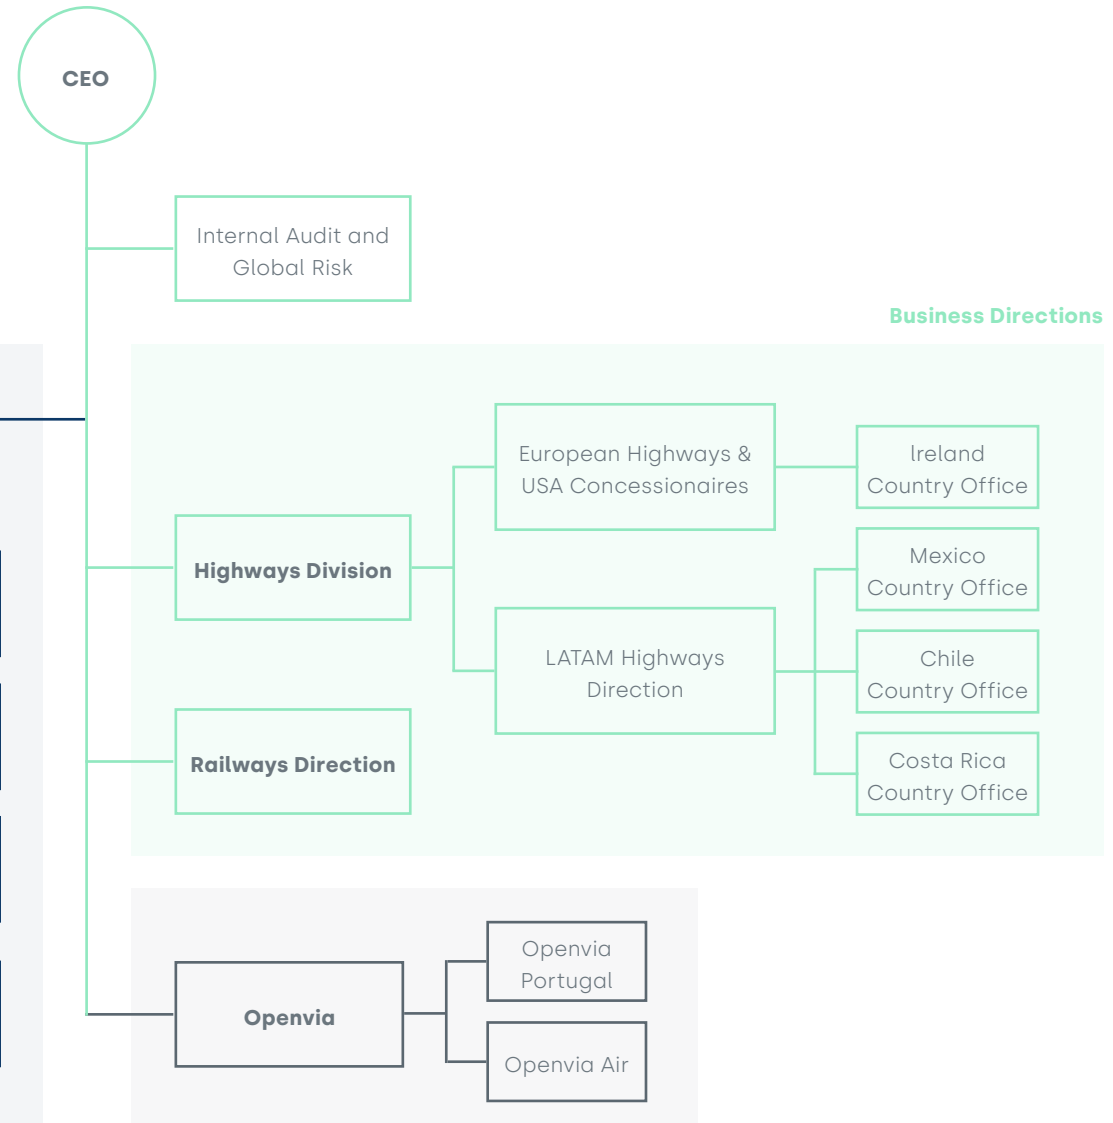 CEO
Internal Audit and
Global Risk
Business Directions
European Highways &
USA Concessionaires
Ireland
Country Office
Mexico
Country Office
Highways Division
LATAM Highways
Direction
Chile
Country Office
Railways Direction
Costa Rica
Country Office
Openvia
Portugal
Openvia
Openvia Air